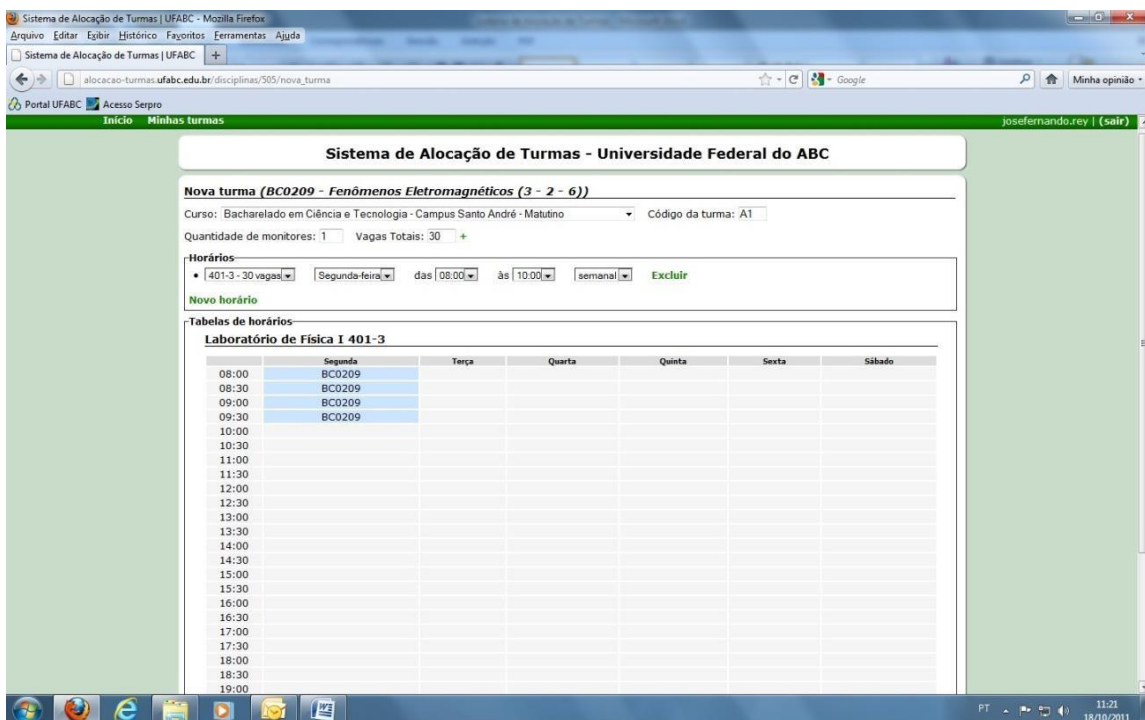 Sistema de Alocação de Turmas | UFABC - Mozilla Firefox
Arquivo Editar Exibir Histórico Favoritos Ferramentas Ajuda
Sistema de Alocação de Turmas | UFABC +
alocacao-turmas.ufabc.edu.br/disciplinas/505/nova_turma Google Minha opinião
Portal UFABC Acesso Serpro
Início Minhas turmas josefernando.rey | (sair)
Sistema de Alocação de Turmas - Universidade Federal do ABC
Nova turma (BC0209 - Fenômenos Eletromagnéticos (3 - 2 - 6))
Curso: Bacharelado em Ciência e Tecnologia - Campus Santo André - Matutino Código da turma: A1
Quantidade de monitores: 1 Vagas Totais: 30 +
Horários
• 401-3 - 30 vagas Segunda-feira das 08:00 às 10:00 semanal Excluir
Novo horário
Tabelas de horários
Laboratório de Física I 401-3
Segunda Terça Quarta Quinta Sexta Sábado
08:00 BC0209
08:30 BC0209
09:00 BC0209
09:30 BC0209
10:00
10:30
11:00
11:30
12:00
12:30
13:00
13:30
14:00
14:30
15:00
15:30
16:00
16:30
17:00
17:30
18:00
18:30
19:00
PT 11:21
18/10/2011